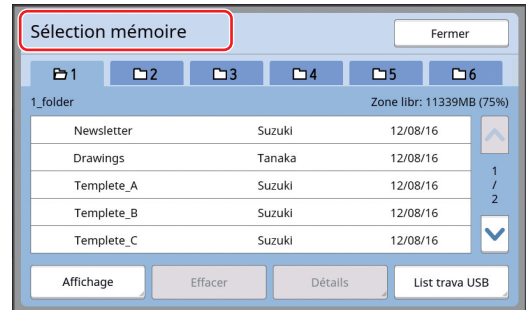 Sélection mémoire
Fermer
1 2 3 4 5 6
1_folder Zone libr: 11339MB (75%)
Newsletter Suzuki 12/08/16
Drawings Tanaka 12/08/16
Templete_A Suzuki 12/08/16
Templete_B Suzuki 12/08/16
Templete_C Suzuki 12/08/16
1
/
2
Affichage Effacer Détails List trava USB